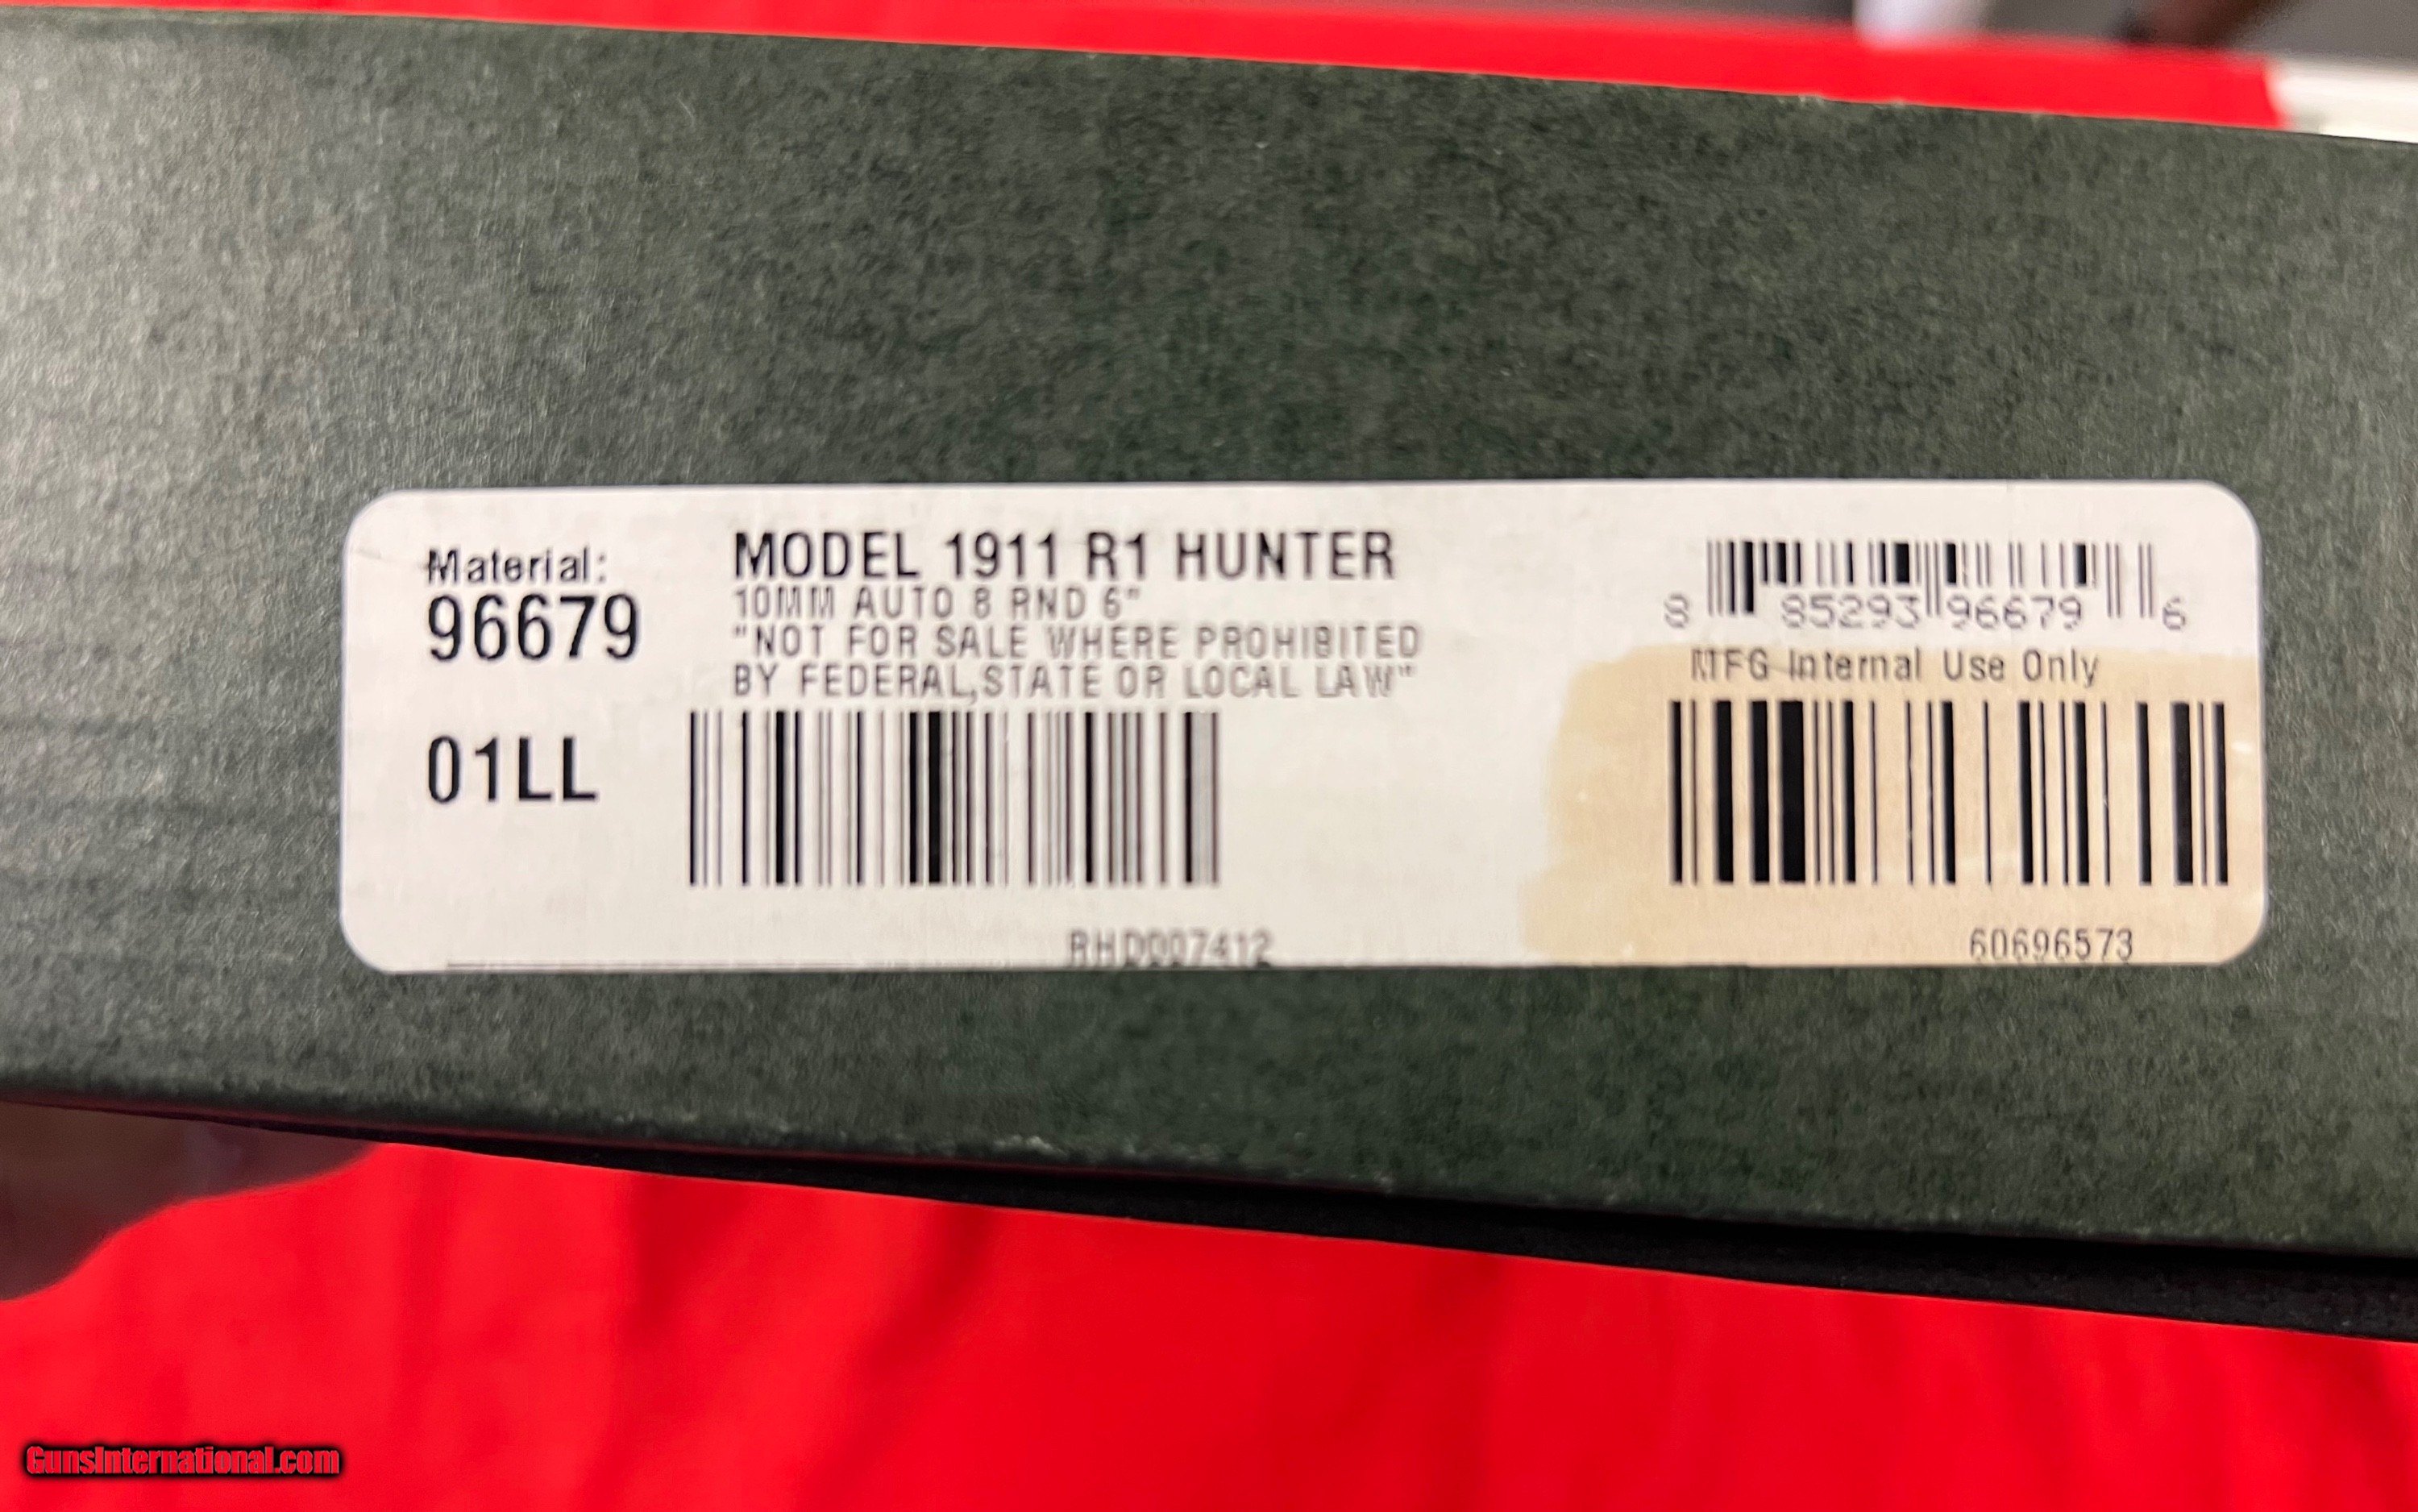 Material:
96679
01LL
MODEL 1911 R1 HUNTER
10MM AUTO 8 RND 6"
"NOT FOR SALE WHERE PROHIBITED
BY FEDERAL,STATE OR LOCAL LAW"
RHD007412
8 85293 96679 6
MFG Internal Use Only
60696573
GunsInternational.com